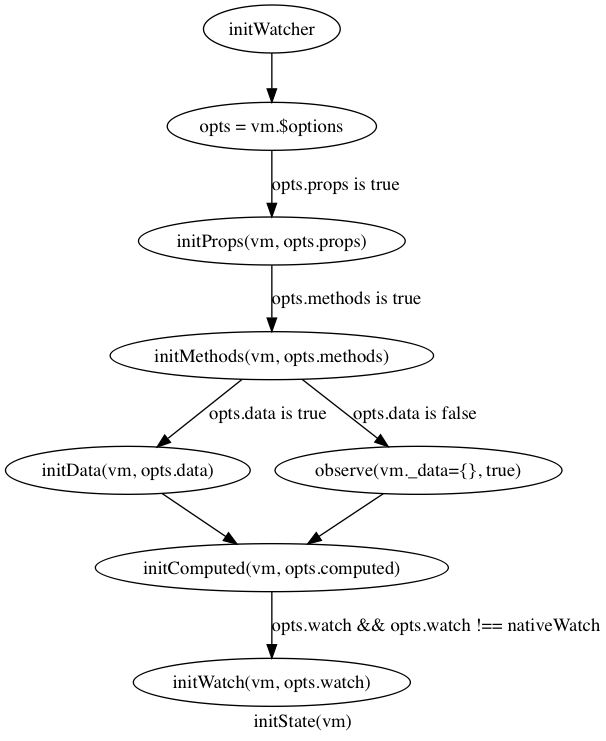 initWatcher
opts = vm.$options
opts.props is true
initProps(vm, opts.props)
opts.methods is true
initMethods(vm, opts.methods)
opts.data is true
opts.data is false
initData(vm, opts.data)
observe(vm._data={}, true)
initComputed(vm, opts.computed)
opts.watch && opts.watch !== nativeWatch
initWatch(vm, opts.watch)
initState(vm)